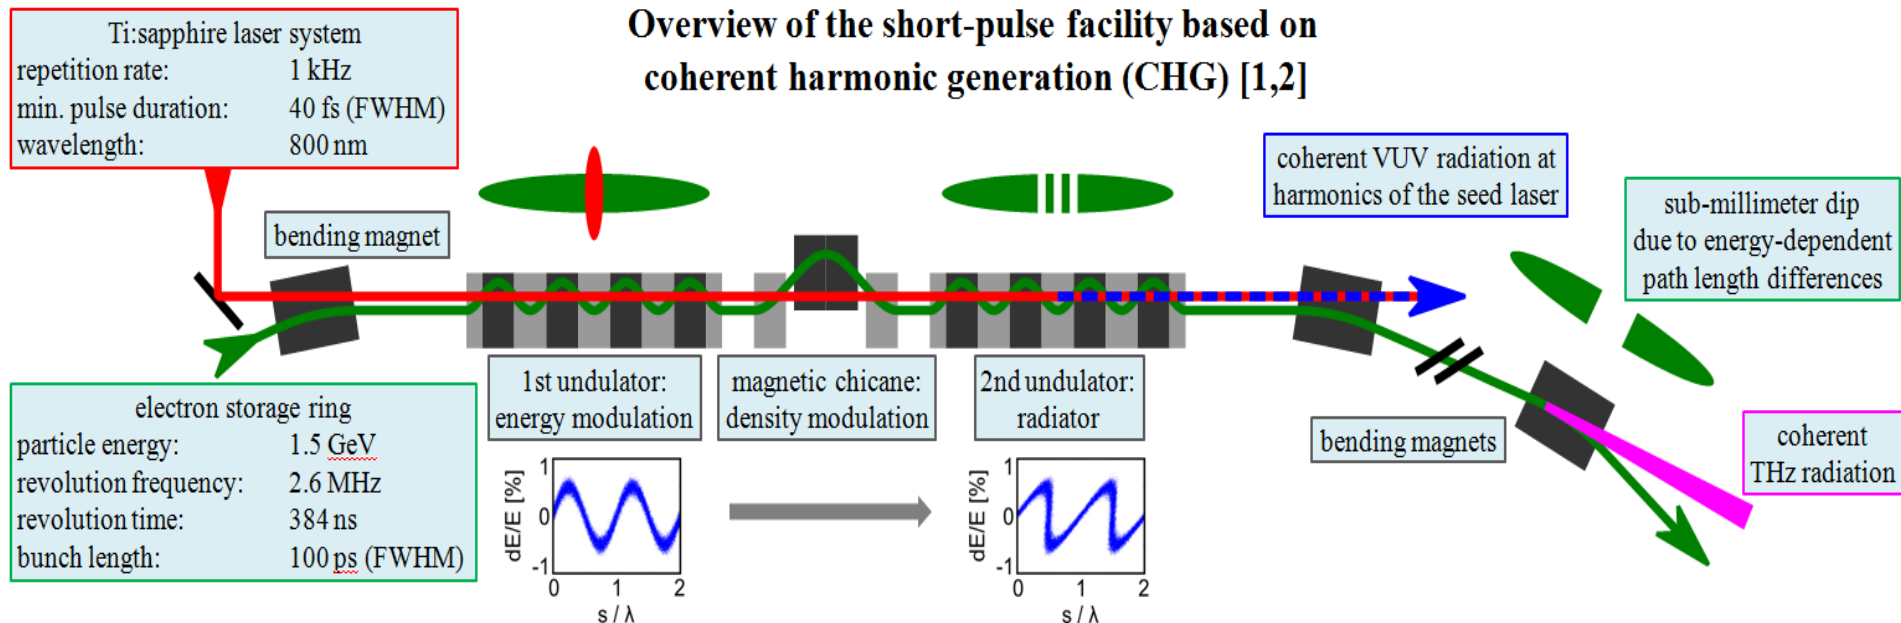 Overview of the short-pulse facility based on
coherent harmonic generation (CHG) [1,2]
Ti:sapphire laser system
repetition rate: 1 kHz
min. pulse duration: 40 fs (FWHM)
wavelength: 800 nm
bending magnet
coherent VUV radiation at
harmonics of the seed laser
sub-millimeter dip
due to energy-dependent
path length differences
electron storage ring
particle energy: 1.5 GeV
revolution frequency: 2.6 MHz
revolution time: 384 ns
bunch length: 100 ps (FWHM)
1st undulator:
energy modulation
magnetic chicane:
density modulation
2nd undulator:
radiator
bending magnets
coherent
THz radiation
dE/E [%]
1
0
-1
0 1 2
s / λ
dE/E [%]
1
0
-1
0 1 2
s / λ